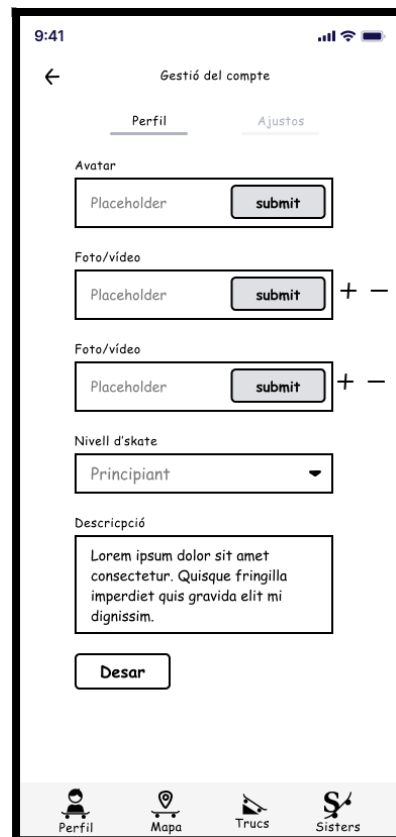 9:41
Gestió del compte
Perfil
Ajustos
Avatar
Placeholder
submit
Foto/vídeo
Placeholder
submit
+ −
Foto/vídeo
Placeholder
submit
+ −
Nivell d'skate
Principiant
Descricpció
Lorem ipsum dolor sit amet
consectetur. Quisque fringilla
imperdiet quis gravida elit mi
dignissim.
Desar
Perfil
Mapa
Trucs
Sisters